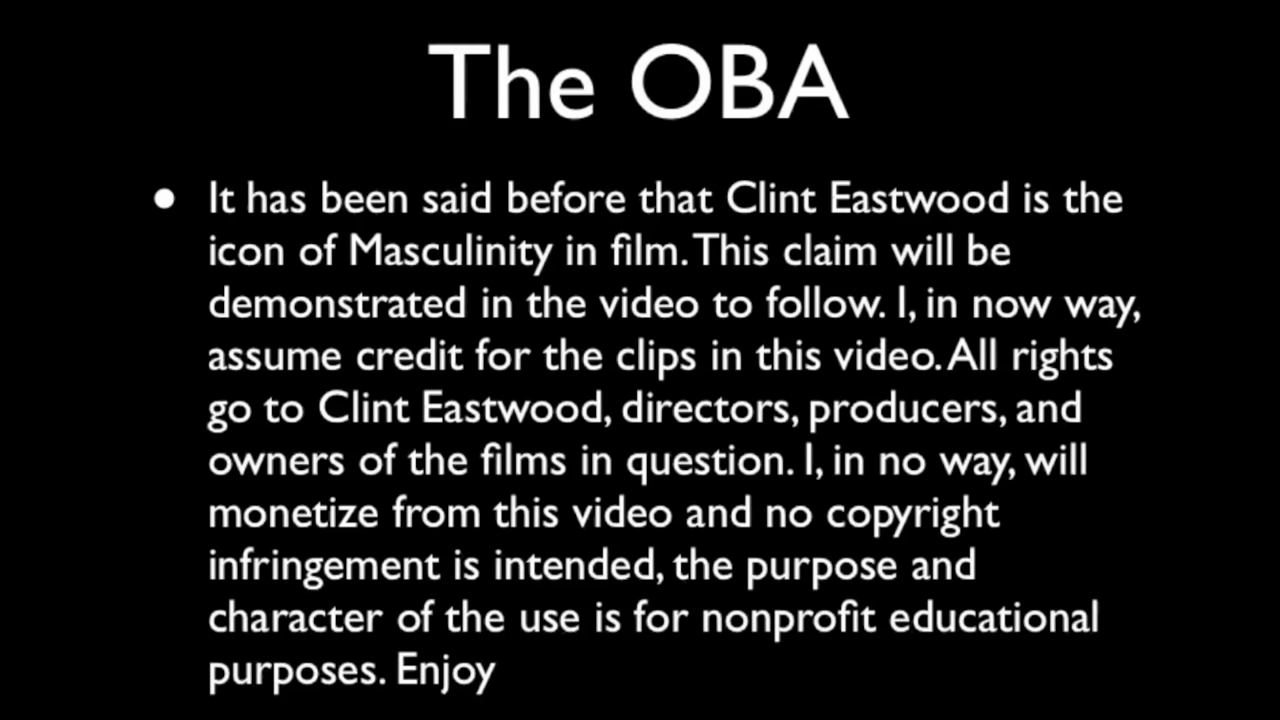 The OBA
• It has been said before that Clint Eastwood is the
icon of Masculinity in film. This claim will be
demonstrated in the video to follow. I, in now way,
assume credit for the clips in this video. All rights
go to Clint Eastwood, directors, producers, and
owners of the films in question. I, in no way, will
monetize from this video and no copyright
infringement is intended, the purpose and
character of the use is for nonprofit educational
purposes. Enjoy